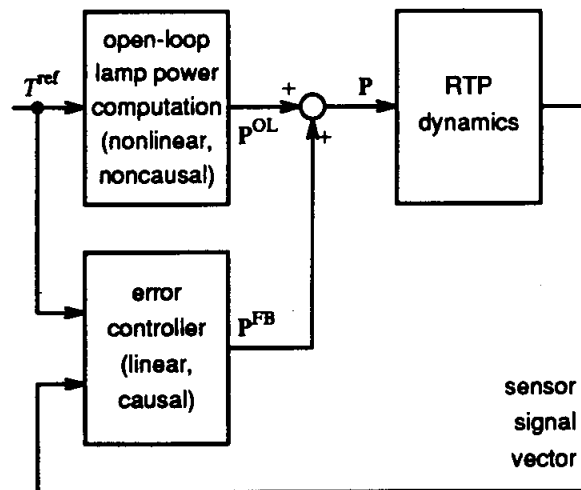 open-loop
lamp power
computation
(nonlinear,
noncausal)
T^ref
P^OL
+
+
P
RTP
dynamics
error
controller
(linear,
causal)
P^FB
sensor
signal
vector